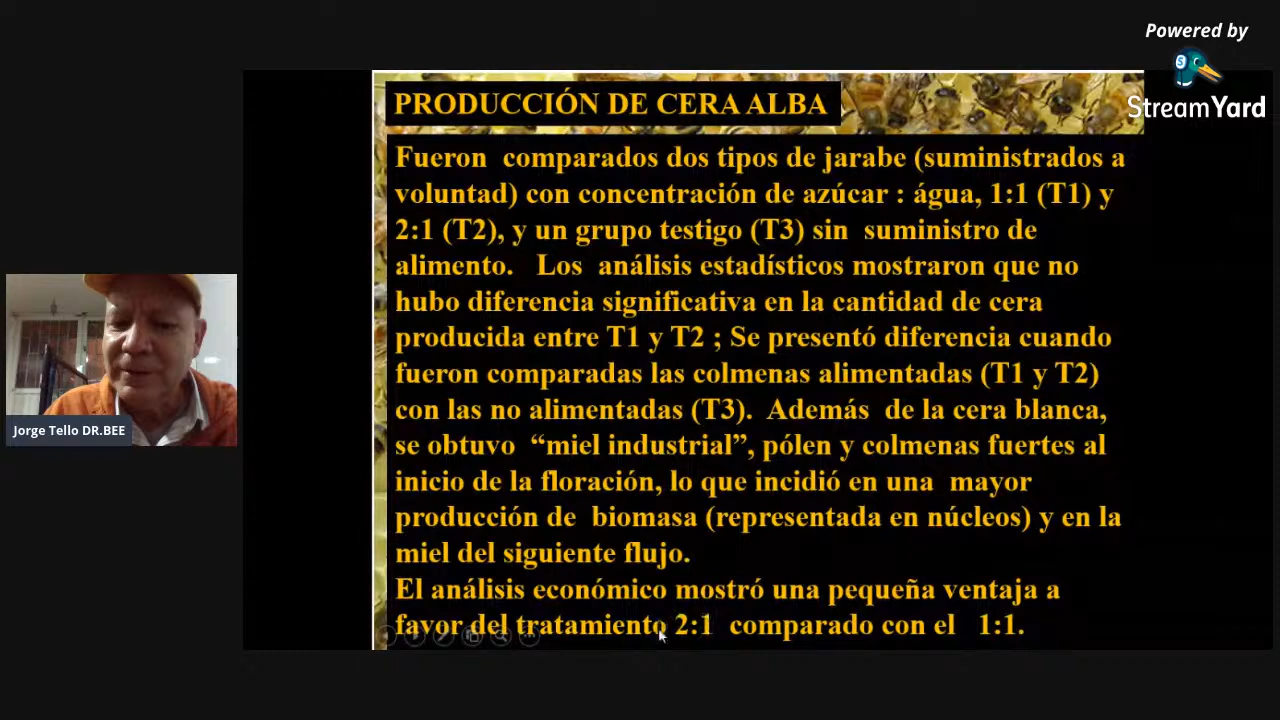 Powered by
StreamYard
PRODUCCIÓN DE CERA ALBA
Fueron comparados dos tipos de jarabe (suministrados a
voluntad) con concentración de azúcar : água, 1:1 (T1) y
2:1 (T2), y un grupo testigo (T3) sin suministro de
alimento. Los análisis estadísticos mostraron que no
hubo diferencia significativa en la cantidad de cera
producida entre T1 y T2 ; Se presentó diferencia cuando
fueron comparadas las colmenas alimentadas (T1 y T2)
con las no alimentadas (T3). Además de la cera blanca,
se obtuvo “miel industrial”, pólen y colmenas fuertes al
inicio de la floración, lo que incidió en una mayor
producción de biomasa (representada en núcleos) y en la
miel del siguiente flujo.
El análisis económico mostró una pequeña ventaja a
favor del tratamiento 2:1 comparado con el 1:1.
Jorge Tello DR.BEE